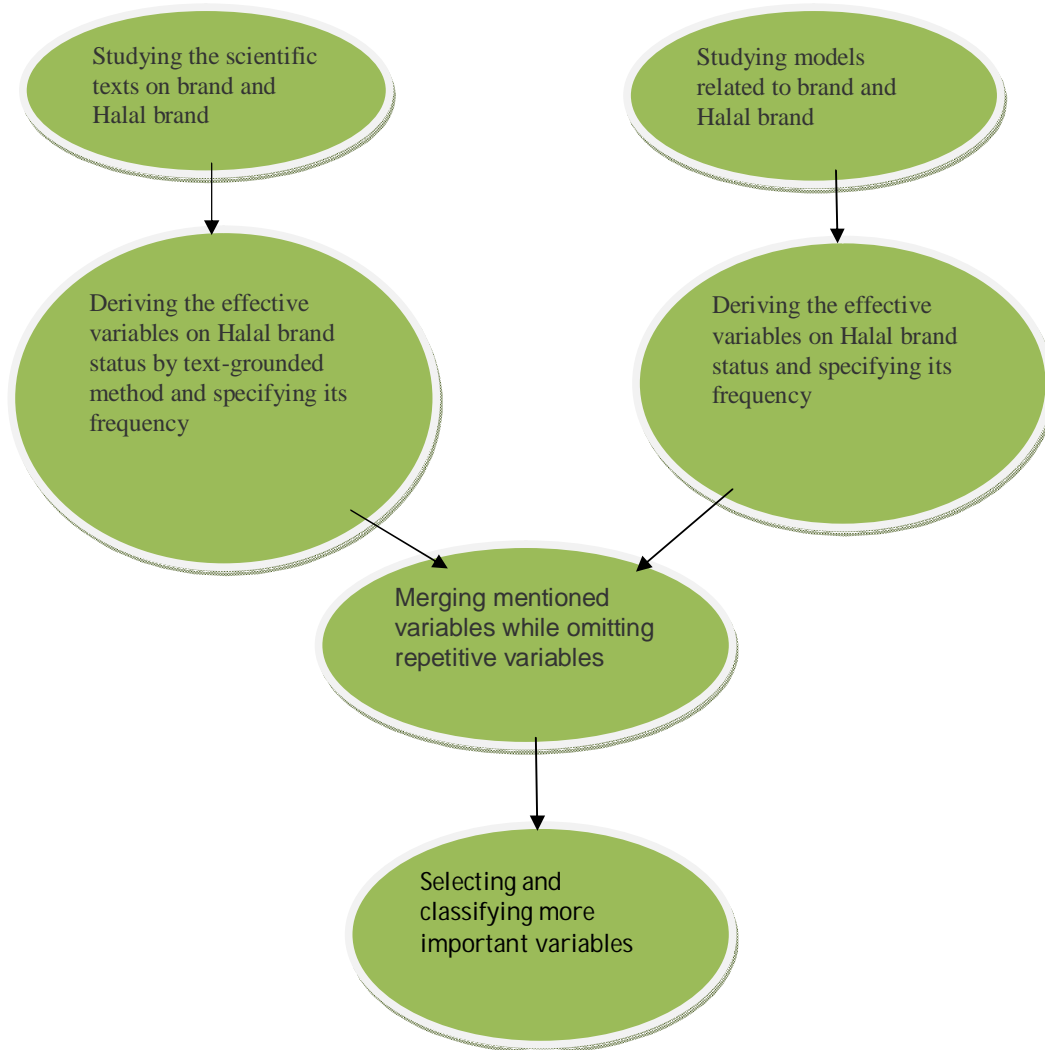 Studying the scientific
texts on brand and
Halal brand
Studying models
related to brand and
Halal brand
Deriving the effective
variables on Halal brand
status by text-grounded
method and specifying its
frequency
Deriving the effective
variables on Halal brand
status and specifying its
frequency
Merging mentioned
variables while omitting
repetitive variables
Selecting and
classifying more
important variables